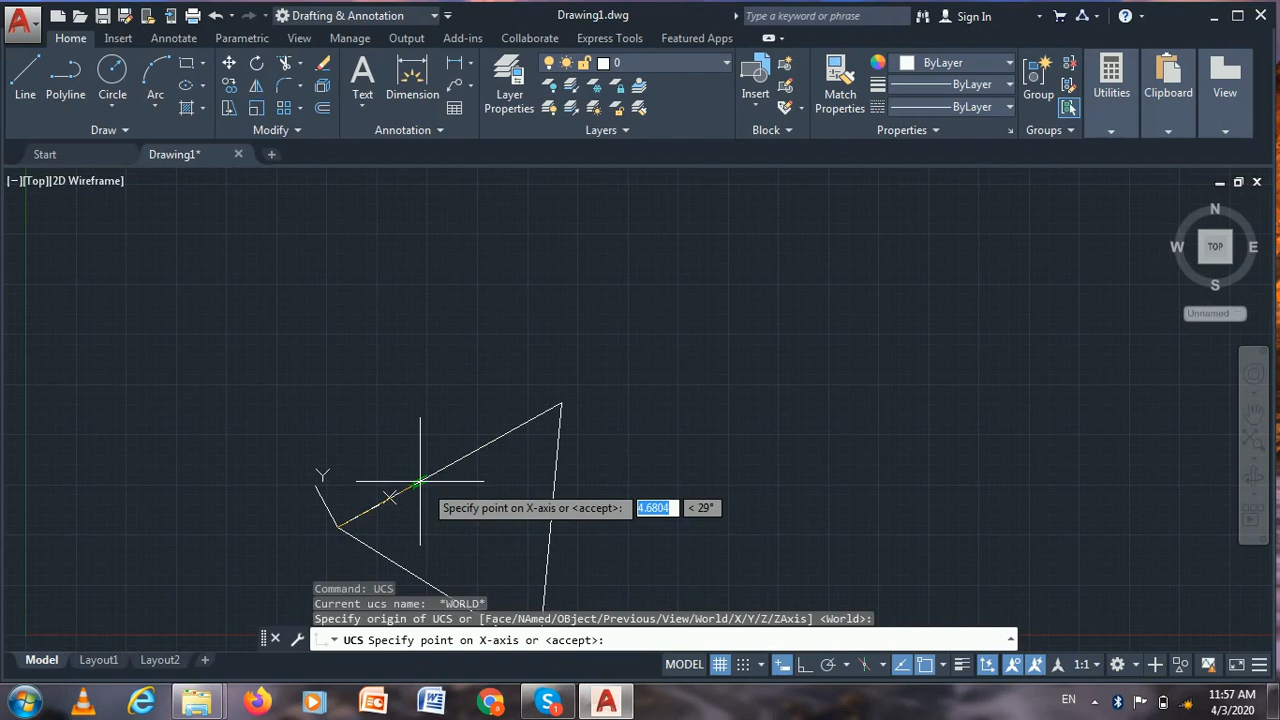 Drafting & Annotation
Drawing1.dwg
Type a keyword or phrase
Sign In
Home Insert Annotate Parametric View Manage Output Add-ins Collaborate Express Tools Featured Apps
0
ByLayer
ByLayer
ByLayer
Line Polyline Circle Arc
Text Dimension
Layer Properties
Insert
Match Properties
Group
Utilities Clipboard View
Draw Modify Annotation Layers Block Properties Groups
Start Drawing1*
[−][Top][2D Wireframe]
N
W TOP E
S
Unnamed
Y
X
Specify point on X-axis or <accept>: 4.6804 < 29°
Command: UCS
Current ucs name: *WORLD*
Specify origin of UCS or [Face/NAmed/OBject/Previous/View/World/X/Y/Z/ZAxis] <World>:
UCS Specify point on X-axis or <accept>:
Model Layout1 Layout2
MODEL 1:1
EN
11:57 AM
4/3/2020